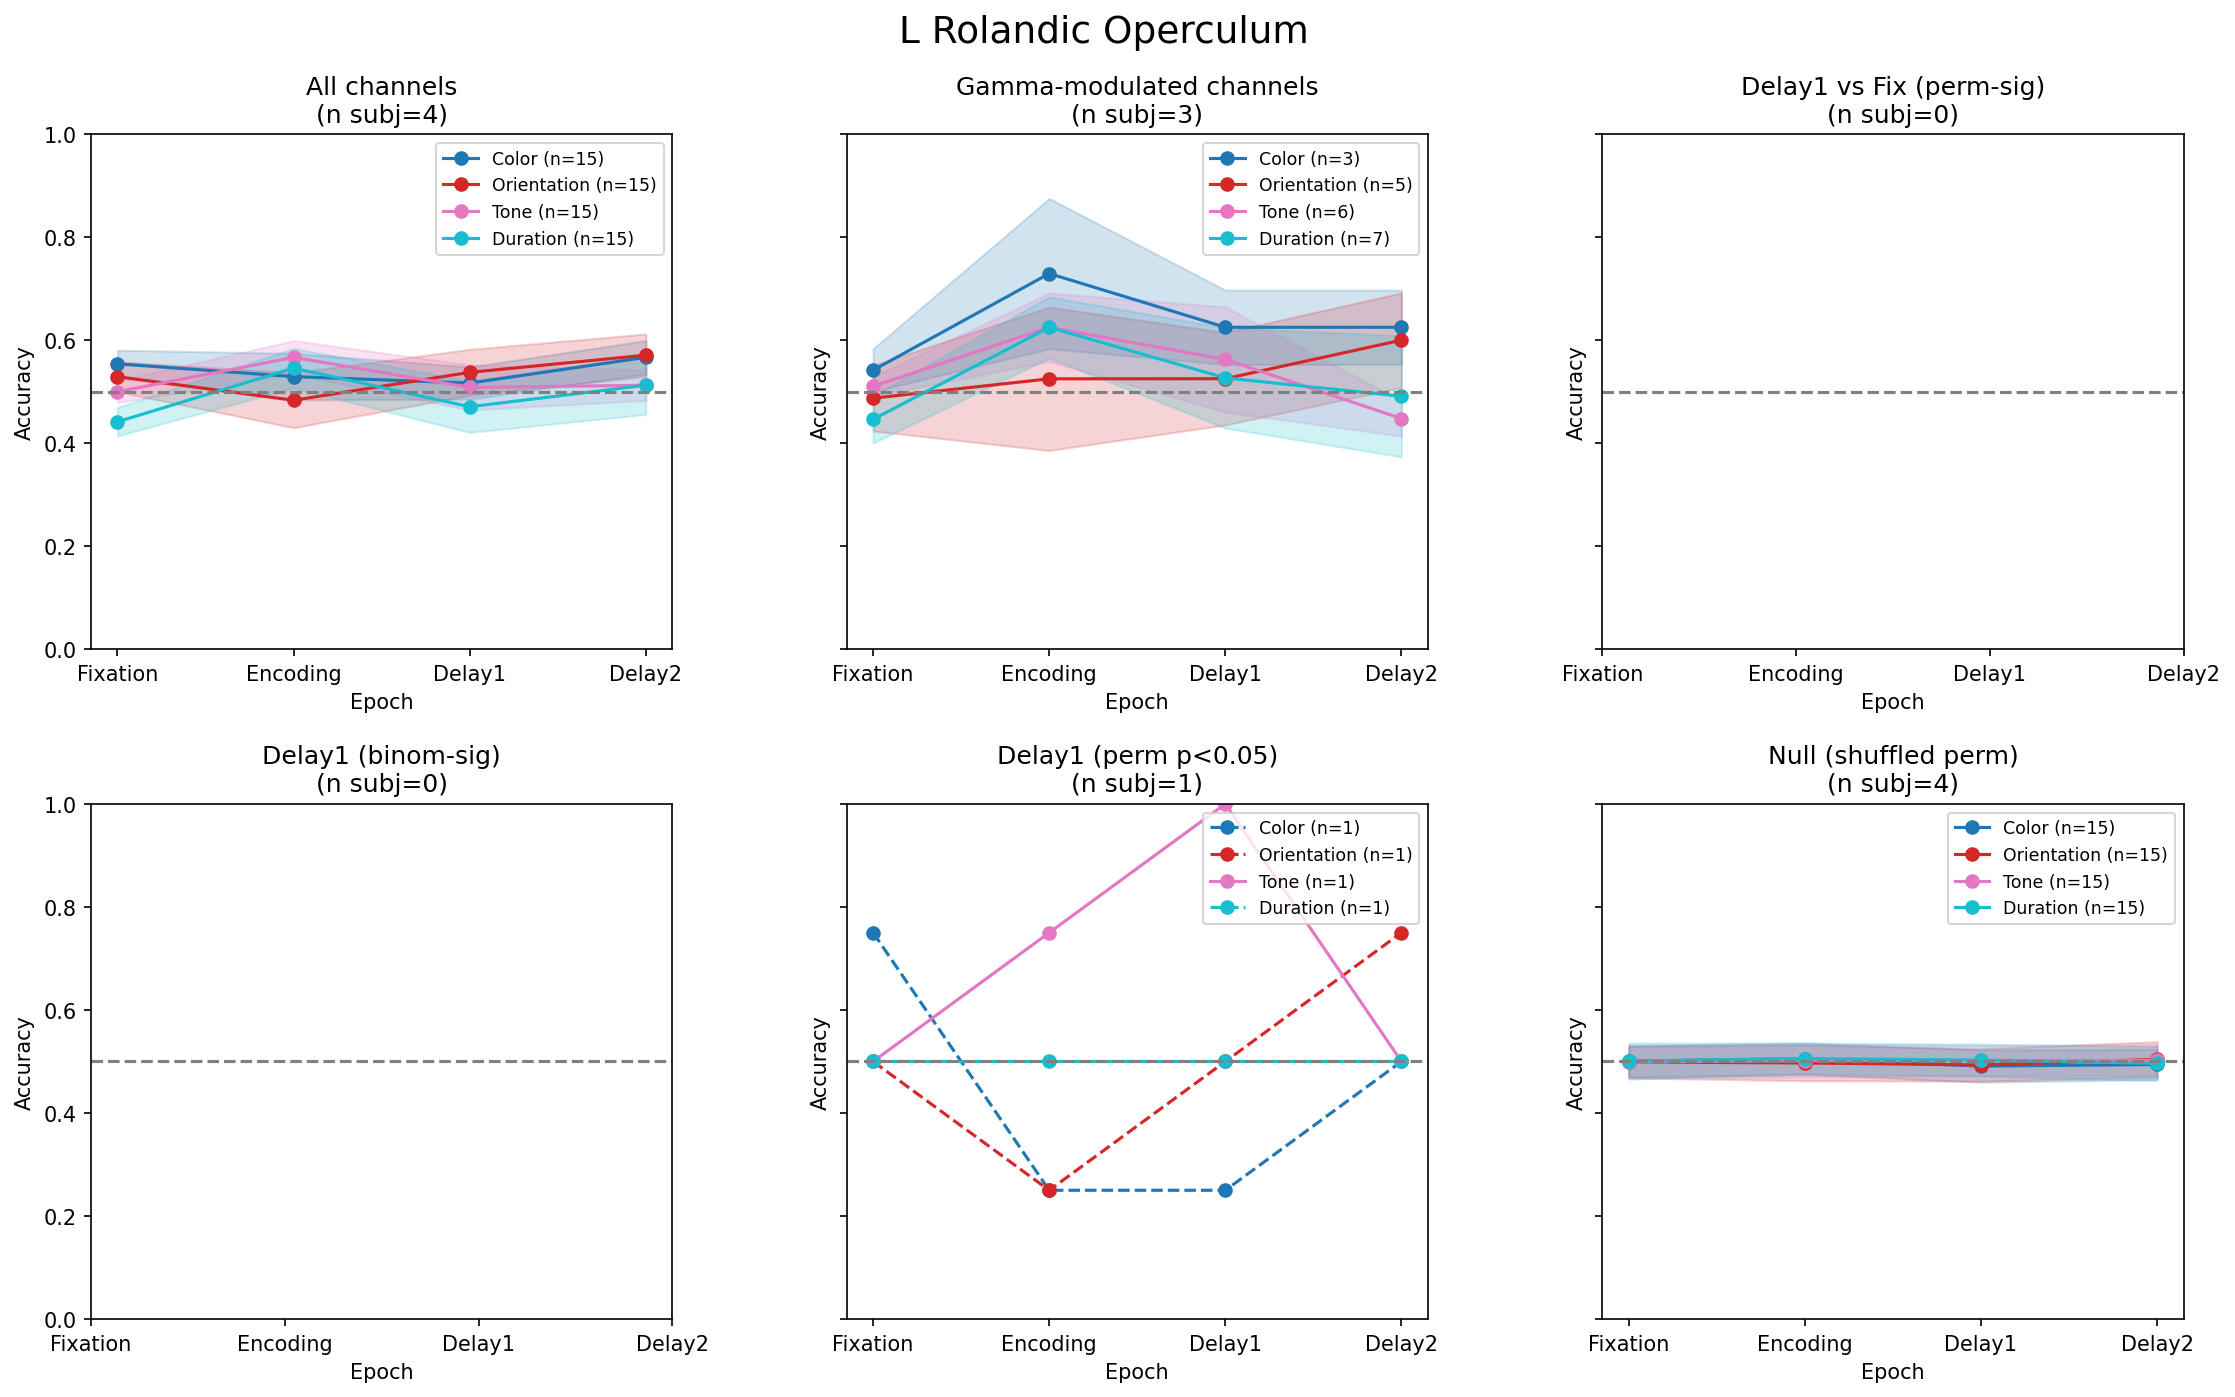 L Rolandic Operculum
All channels
(n subj=4)
1.0
0.8
0.6
0.4
0.2
0.0
Accuracy
Color (n=15)
Orientation (n=15)
Tone (n=15)
Duration (n=15)
Fixation Encoding Delay1 Delay2
Epoch
Gamma-modulated channels
(n subj=3)
Accuracy
Color (n=3)
Orientation (n=5)
Tone (n=6)
Duration (n=7)
Fixation Encoding Delay1 Delay2
Epoch
Delay1 vs Fix (perm-sig)
(n subj=0)
Accuracy
Fixation Encoding Delay1 Delay2
Epoch
Delay1 (binom-sig)
(n subj=0)
1.0
0.8
0.6
0.4
0.2
0.0
Accuracy
Fixation Encoding Delay1 Delay2
Epoch
Delay1 (perm p<0.05)
(n subj=1)
Accuracy
Color (n=1)
Orientation (n=1)
Tone (n=1)
Duration (n=1)
Fixation Encoding Delay1 Delay2
Epoch
Null (shuffled perm)
(n subj=4)
Accuracy
Color (n=15)
Orientation (n=15)
Tone (n=15)
Duration (n=15)
Fixation Encoding Delay1 Delay2
Epoch